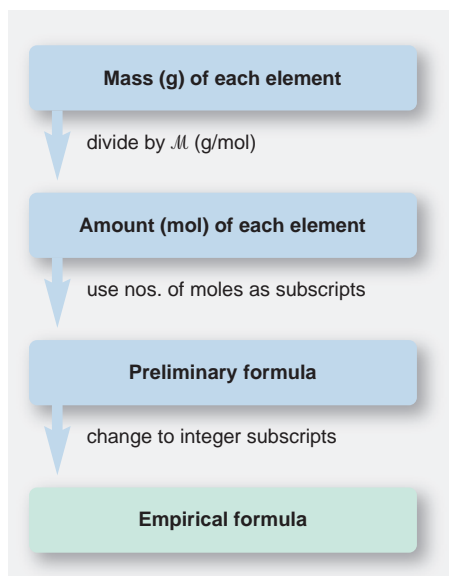 Mass (g) of each element
divide by ℳ (g/mol)
Amount (mol) of each element
use nos. of moles as subscripts
Preliminary formula
change to integer subscripts
Empirical formula